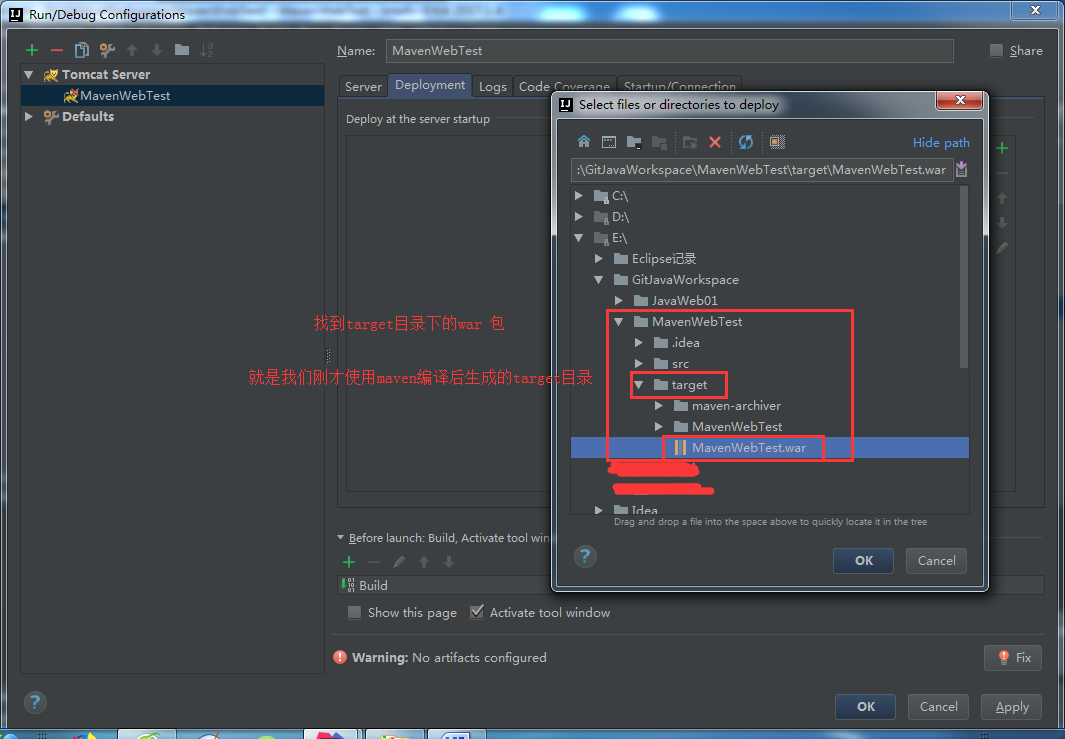 Run/Debug Configurations
Name: MavenWebTest
Share
Tomcat Server
MavenWebTest
Defaults
Server Deployment Logs Code Coverage Startup/Connection
Deploy at the server startup
Select files or directories to deploy
Hide path
:\GitJavaWorkspace\MavenWebTest\target\MavenWebTest.war
C:\
D:\
E:\
Eclipse记录
GitJavaWorkspace
JavaWeb01
MavenWebTest
.idea
src
target
maven-archiver
MavenWebTest
MavenWebTest.war
Idea
Drag and drop a file into the space above to quickly locate it in the tree
OK Cancel
找到target目录下的war 包
就是我们刚才使用maven编译后生成的target目录
Before launch: Build, Activate tool win
Build
Show this page Activate tool window
Warning: No artifacts configured
Fix
OK Cancel Apply